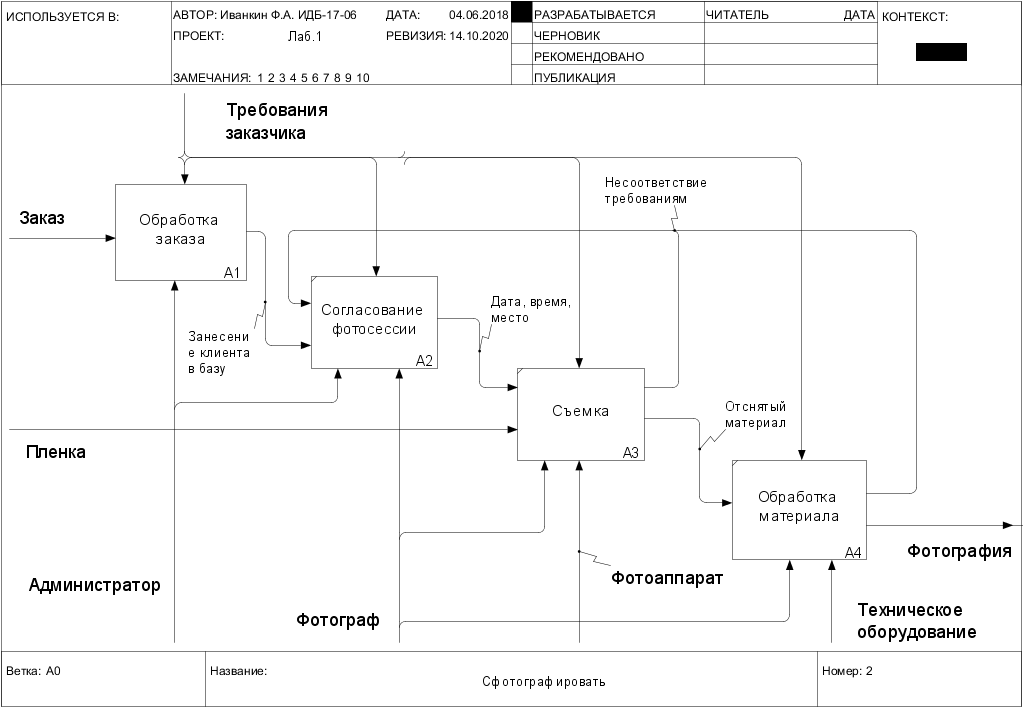 ИСПОЛЬЗУЕТСЯ В:
АВТОР: Иванкин Ф.А. ИДБ-17-06
ДАТА: 04.06.2018
РАЗРАБАТЫВАЕТСЯ
ЧИТАТЕЛЬ
ДАТА
КОНТЕКСТ:
ПРОЕКТ: Лаб.1
РЕВИЗИЯ: 14.10.2020
ЧЕРНОВИК
РЕКОМЕНДОВАНО
ЗАМЕЧАНИЯ: 1 2 3 4 5 6 7 8 9 10
ПУБЛИКАЦИЯ
Требования
заказчика
Несоответствие
требованиям
Заказ
Обработка
заказа
A1
Согласование
фотосессии
A2
Дата, время,
место
Занесени
е клиента
в базу
Съемка
A3
Отснятый
материал
Пленка
Обработка
материала
A4
Фотография
Администратор
Фотоаппарат
Фотограф
Техническое
оборудование
Ветка: A0
Название:
Сфотографировать
Номер: 2